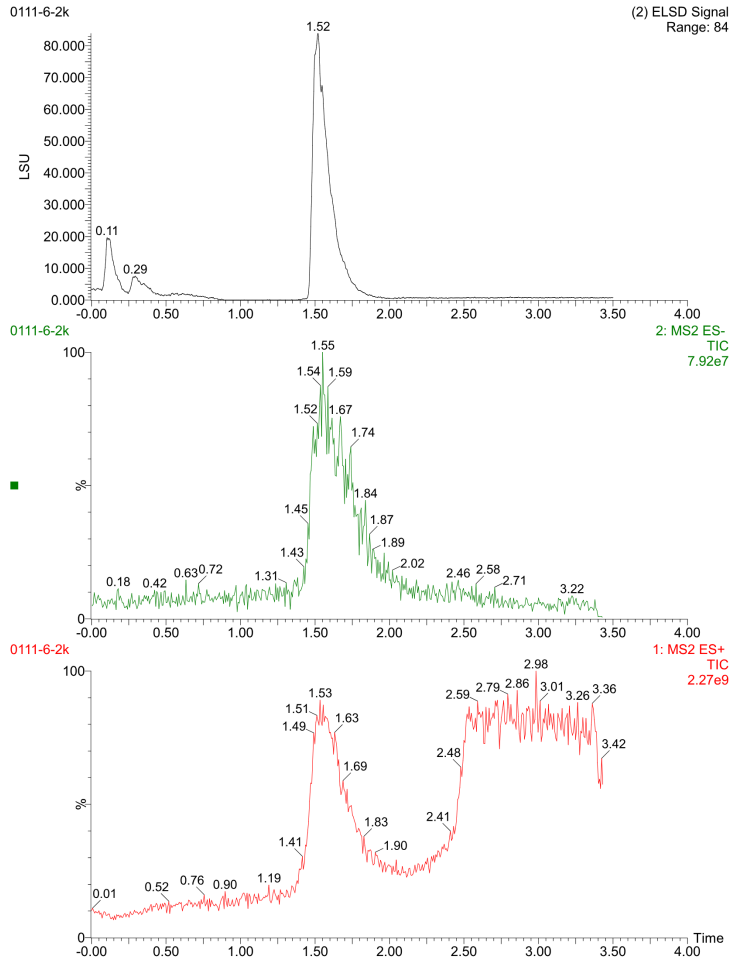 0111-6-2k
(2) ELSD Signal
Range: 84
LSU
80.000
70.000
60.000
50.000
40.000
30.000
20.000
10.000
0.000
0.11
0.29
1.52
-0.00 0.50 1.00 1.50 2.00 2.50 3.00 3.50 4.00
0111-6-2k
2: MS2 ES-
TIC
7.92e7
100
%
0
0.18 0.42 0.63 0.72 1.31 1.43 1.45 1.52 1.54 1.55 1.59 1.67 1.74 1.84 1.87 1.89 2.02 2.46 2.58 2.71 3.22
-0.00 0.50 1.00 1.50 2.00 2.50 3.00 3.50 4.00
0111-6-2k
1: MS2 ES+
TIC
2.27e9
100
%
0
0.01 0.52 0.76 0.90 1.19 1.41 1.49 1.51 1.53 1.63 1.69 1.83 1.90 2.41 2.48 2.59 2.79 2.86 2.98 3.01 3.26 3.36 3.42
Time
-0.00 0.50 1.00 1.50 2.00 2.50 3.00 3.50 4.00